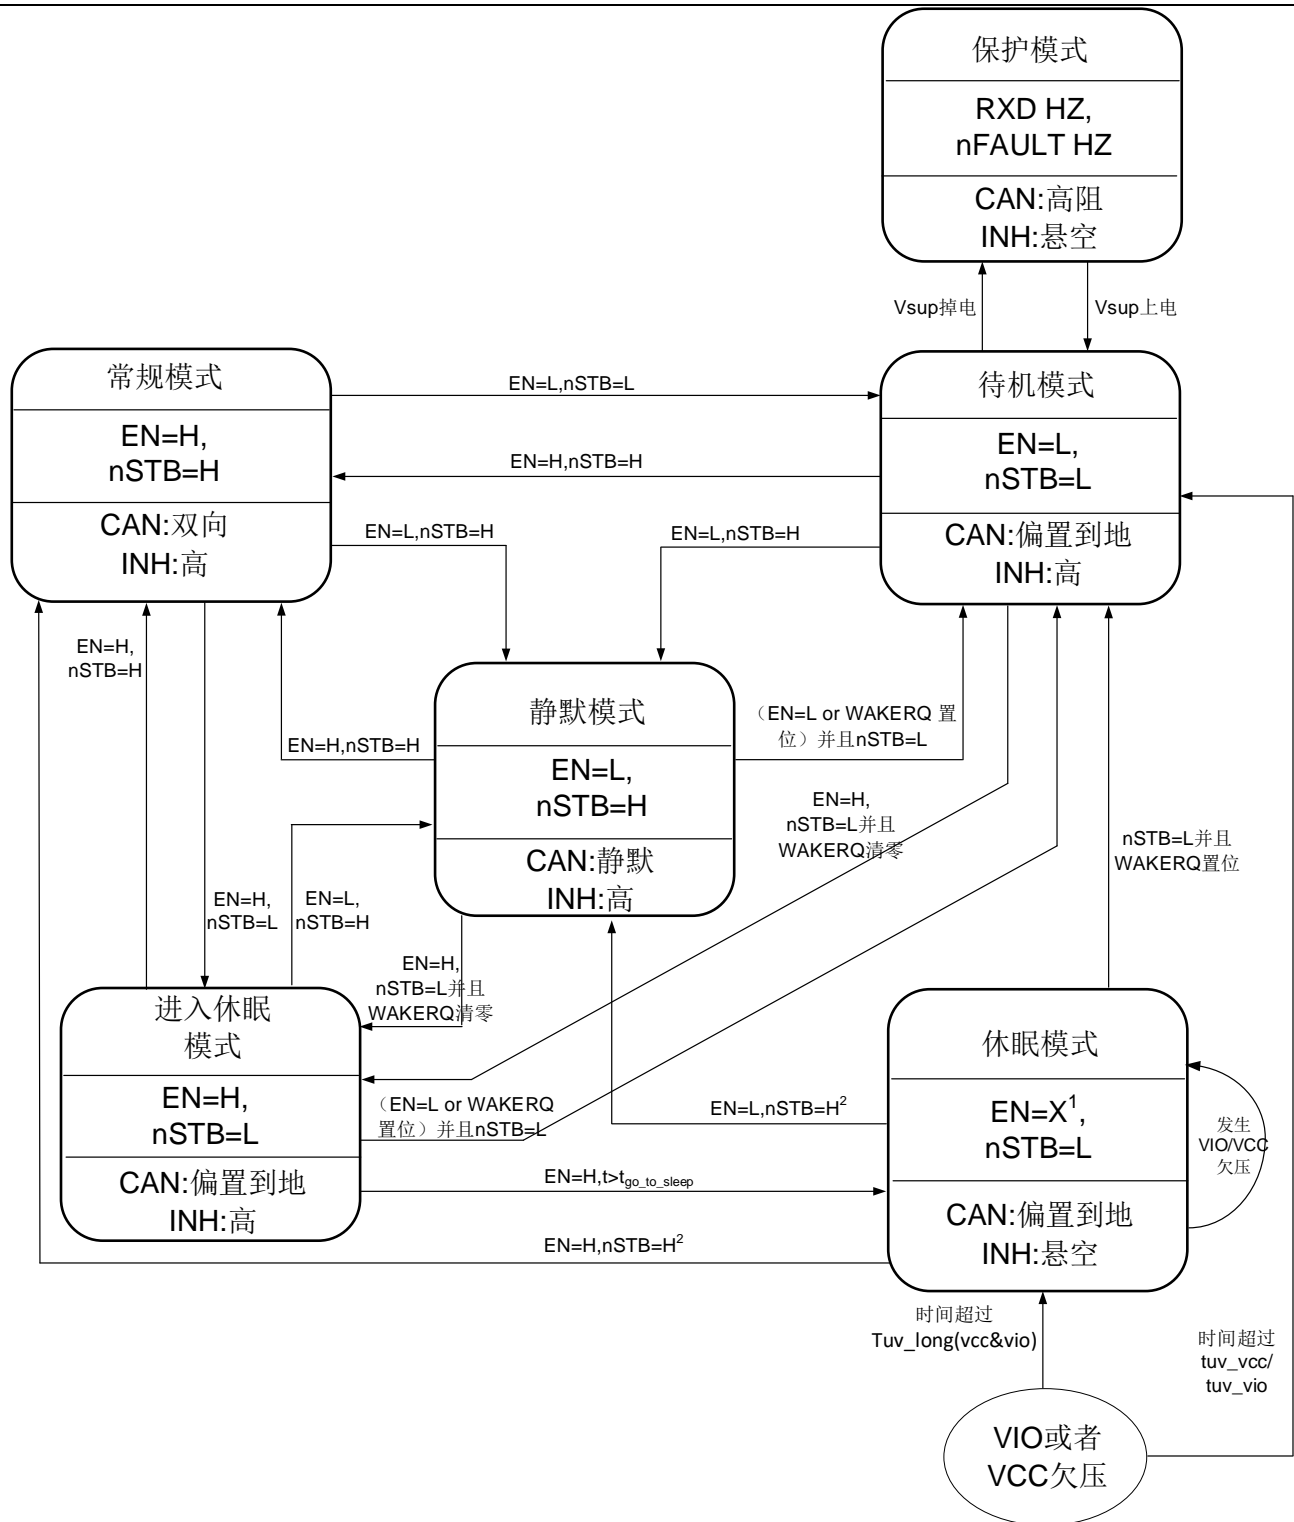 保护模式
RXD HZ,
nFAULT HZ
CAN:高阻
INH:悬空
Vsup掉电
Vsup上电
常规模式
EN=H,
nSTB=H
CAN:双向
INH:高
EN=L,nSTB=L
EN=H,nSTB=H
待机模式
EN=L,
nSTB=L
CAN:偏置到地
INH:高
EN=L,nSTB=H
EN=L,nSTB=H
EN=H,
nSTB=H
静默模式
EN=L,
nSTB=H
CAN:静默
INH:高
EN=H,nSTB=H
（EN=L or WAKERQ 置
位）并且nSTB=L
EN=H,
nSTB=L并且
WAKERQ清零
nSTB=L并且
WAKERQ置位
EN=H,
nSTB=L
EN=L,
nSTB=H
EN=H,
nSTB=L并且
WAKERQ清零
进入休眠
模式
EN=H,
nSTB=L
CAN:偏置到地
INH:高
（EN=L or WAKERQ
置位）并且nSTB=L
EN=L,nSTB=H²
EN=H,t>tgo_to_sleep
EN=H,nSTB=H²
休眠模式
EN=X¹,
nSTB=L
CAN:偏置到地
INH:悬空
发生
VIO/VCC
欠压
时间超过
Tuv_long(vcc&vio)
时间超过
tuv_vcc/
tuv_vio
VIO或者
VCC欠压